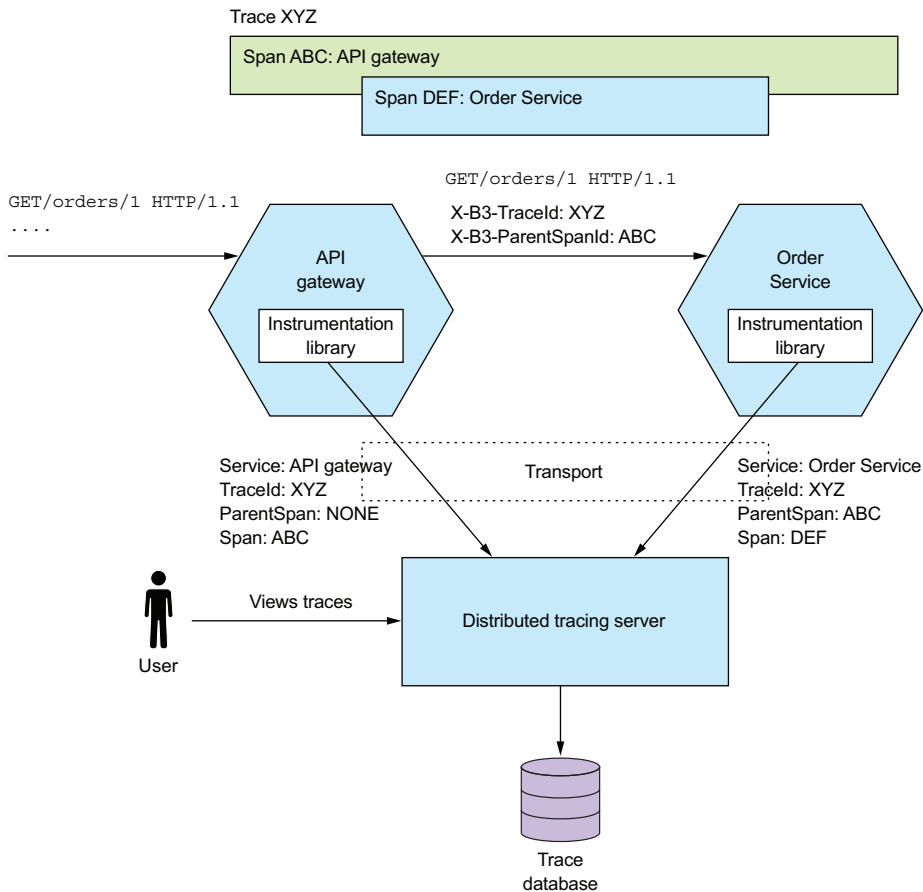 Trace XYZ
Span ABC: API gateway
Span DEF: Order Service
GET/orders/1 HTTP/1.1
....
GET/orders/1 HTTP/1.1
X-B3-TraceId: XYZ
X-B3-ParentSpanId: ABC
API
gateway
Instrumentation
library
Order
Service
Instrumentation
library
Service: API gateway
TraceId: XYZ
ParentSpan: NONE
Span: ABC
Transport
Service: Order Service
TraceId: XYZ
ParentSpan: ABC
Span: DEF
Views traces
User
Distributed tracing server
Trace
database